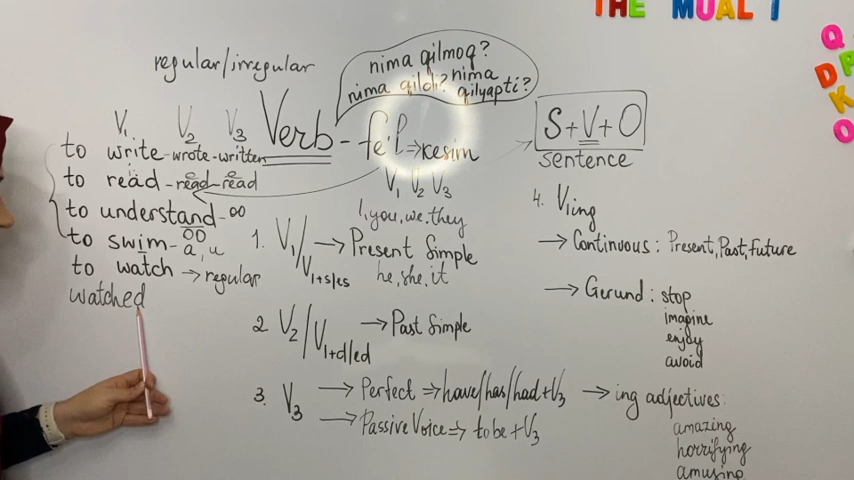 THE MUALI
Q
D P
K
O
regular/irregular
nima qilmoq?
nima qildi? nima
qilyapti?
Verb - fe'l => kesim
S+V+O
sentence
V1 V2 V3
to write - wrote - written
to read - read - read
to understand - oo
to swim - a, u
to watch → regular
watched
V1 V2 V3
I, you, we, they
1. V1/V1+s/es → Present Simple
he, she, it
2 V2/V1+d/ed → Past Simple
3. V3 → Perfect => have/has/had+V3
→ Passive Voice => to be + V3
4. Ving
→ Continuous: Present, Past, future
→ Gerund: stop
imagine
enjoy
avoid
→ ing adjectives:
amazing
horrifying
amusing